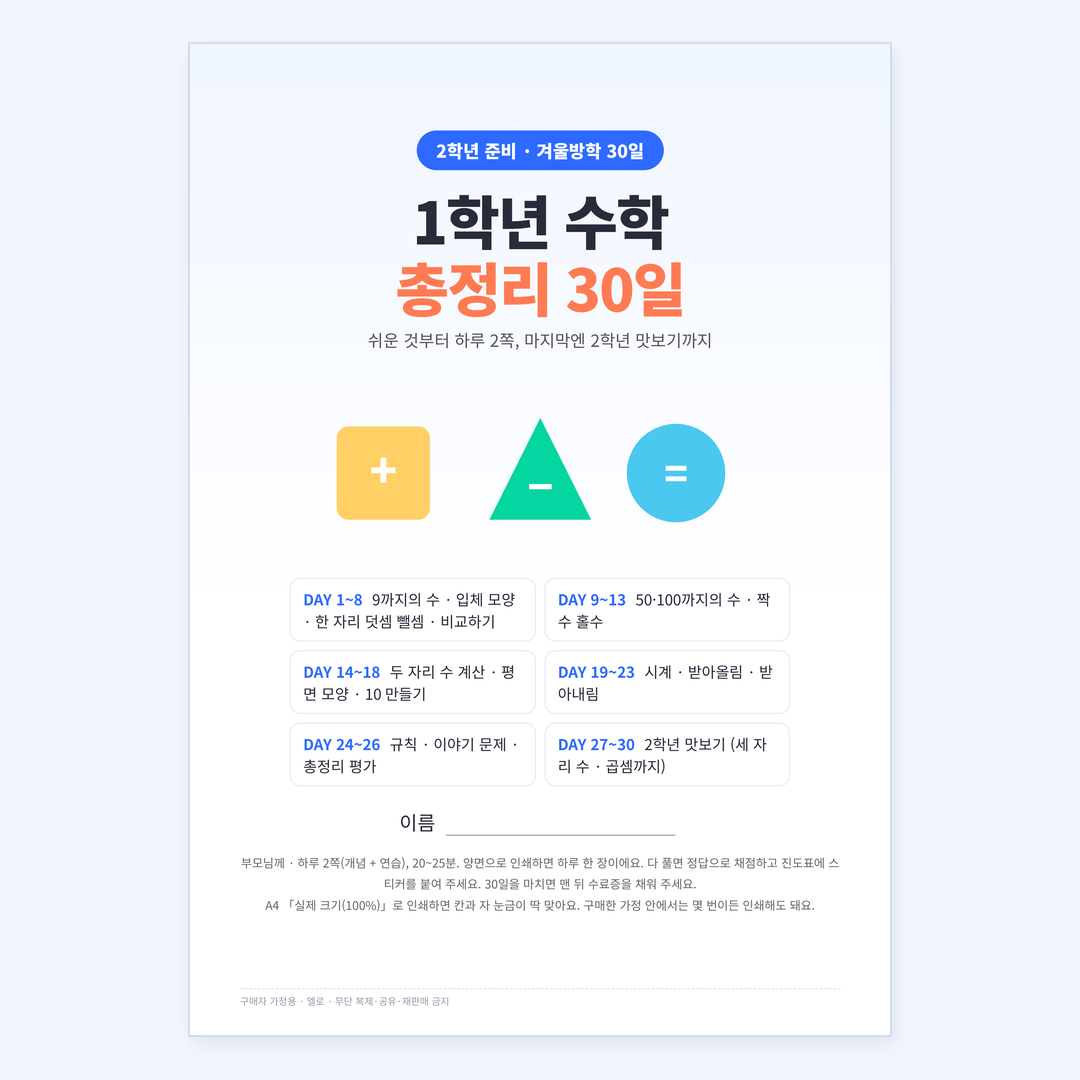 2학년 준비 · 겨울방학 30일
1학년 수학
총정리 30일
쉬운 것부터 하루 2쪽, 마지막엔 2학년 맛보기까지
+
−
=
DAY 1~8 9까지의 수 · 입체 모양
· 한 자리 덧셈 뺄셈 · 비교하기
DAY 9~13 50·100까지의 수 · 짝
수 홀수
DAY 14~18 두 자리 수 계산 · 평
면 모양 · 10 만들기
DAY 19~23 시계 · 받아올림 · 받
아내림
DAY 24~26 규칙 · 이야기 문제 ·
총정리 평가
DAY 27~30 2학년 맛보기 (세 자
리 수 · 곱셈까지)
이름
부모님께 · 하루 2쪽(개념 + 연습), 20~25분. 양면으로 인쇄하면 하루 한 장이에요. 다 풀면 정답으로 채점하고 진도표에 스
티커를 붙여 주세요. 30일을 마치면 맨 뒤 수료증을 채워 주세요.
A4 「실제 크기(100%)」로 인쇄하면 칸과 자 눈금이 딱 맞아요. 구매한 가정 안에서는 몇 번이든 인쇄해도 돼요.
구매자 가정용 · 엘로 · 무단 복제·공유·재판매 금지